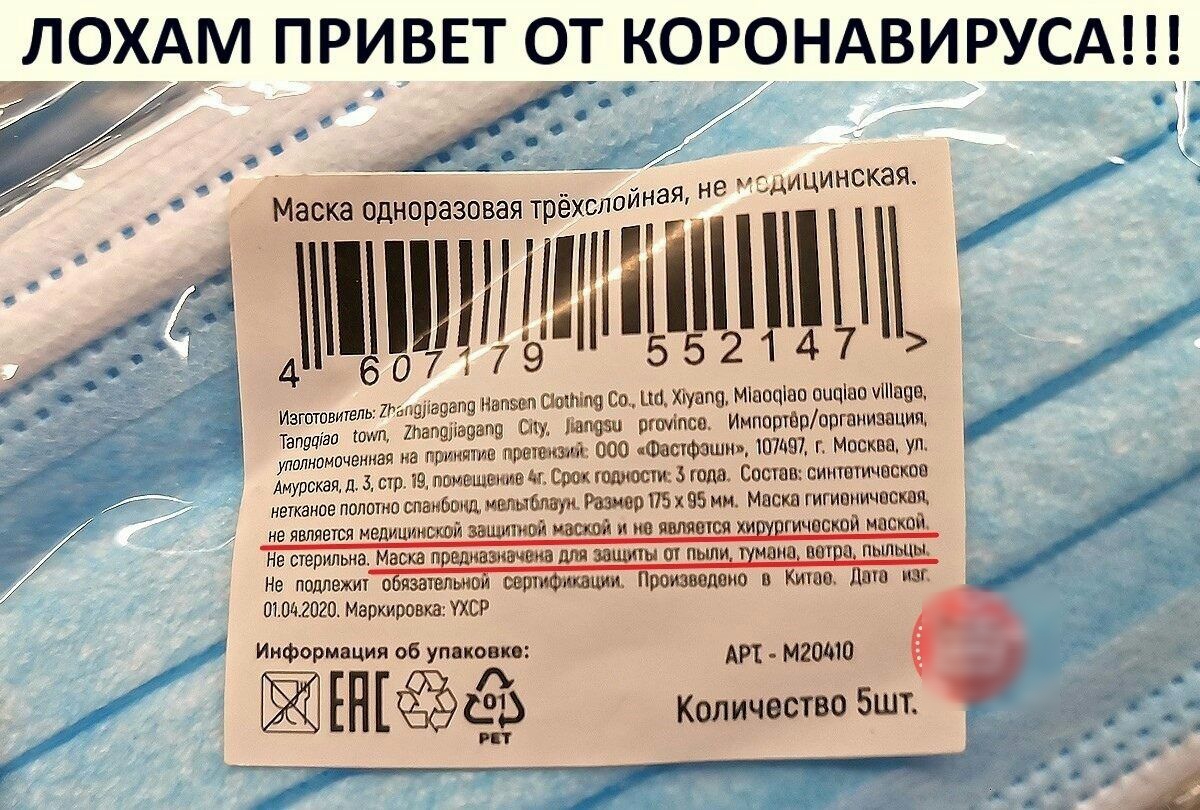 ЛОХАМ ПРИВЕТ ОТ КОРОНАВИРУСА!!!
Маска одноразовая трёхслойная, не медицинская.
4 607179 552147 >
Изготовитель: Zhangjiagang Hansen Clothing Co., Ltd, Xiyang, Miaoqiao ouqiao village,
Tangqiao town, Zhangjiagang City, Jiangsu province. Импортёр/организация,
уполномоченная на принятие претензий: ООО «Фастфэшн», 107497, г. Москва, ул.
Амурская, д. 3, стр. 19, помещение 4г. Срок годности: 3 года. Состав: синтетическое
нетканое полотно спанбонд, мельтблаун. Размер 175 х 95 мм. Маска гигиеническая,
не является медицинской защитной маской и не является хирургической маской.
Не стерильна. Маска предназначена для защиты от пыли, тумана, ветра, пыльцы.
Не подлежит обязательной сертификации. Произведено в Китае. Дата изг.
01.04.2020. Маркировка: YXCP
Информация об упаковке:
АРТ - М20410
EAC
01
PET
Количество 5шт.